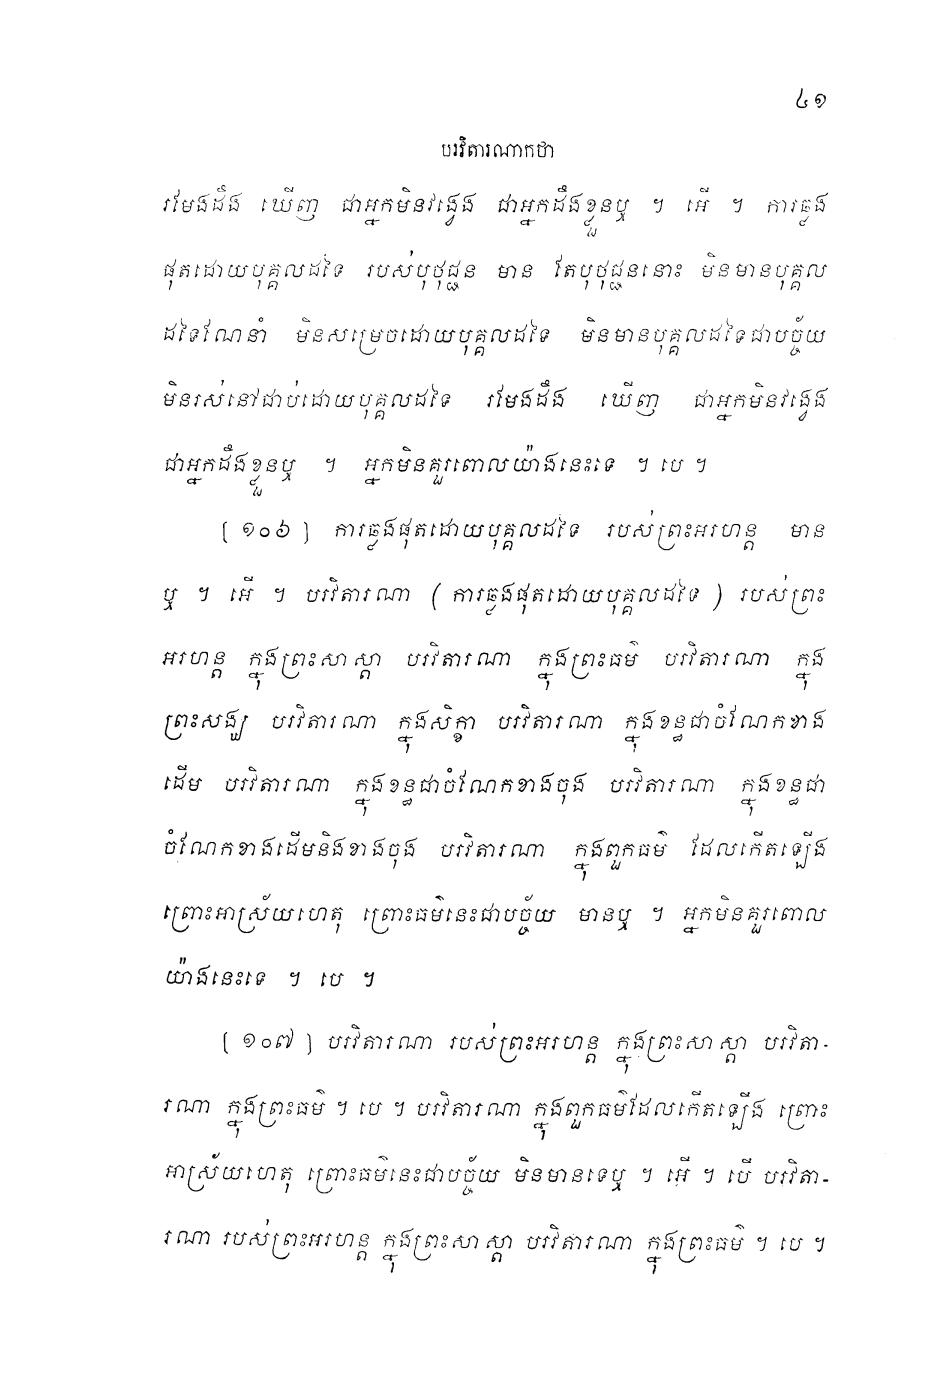 ៤១
បរវិតារណាកថា
រមែងដឹង ឃើញ ជាអ្នកមិនវង្វេង ជាអ្នកដឹងខ្លួនឬ ។ អើ ។ ការឆ្លង
ផុតដោយបុគ្គលដទៃ របស់បុថុជ្ជន មាន តែបុថុជ្ជននោះ មិនមានបុគ្គល
ដទៃណែនាំ មិនសម្រេចដោយបុគ្គលដទៃ មិនមានបុគ្គលដទៃជាបច្ច័យ
មិនរស់នៅជាប់ដោយបុគ្គលដទៃ រមែងដឹង ឃើញ ជាអ្នកមិនវង្វេង
ជាអ្នកដឹងខ្លួនឬ ។ អ្នកមិនគួរពោលយ៉ាងនេះទេ ។ បេ ។
[ ១០៦ ] ការឆ្លងផុតដោយបុគ្គលដទៃ របស់ព្រះអរហន្ត មាន
ឬ ។ អើ ។ បរវិតារណា ( ការឆ្លងផុតដោយបុគ្គលដទៃ ) របស់ព្រះ
អរហន្ត ក្នុងព្រះសាស្តា បរវិតារណា ក្នុងព្រះធម៌ បរវិតារណា ក្នុង
ព្រះសង្ឃ បរវិតារណា ក្នុងសិក្ខា បរវិតារណា ក្នុងខន្ធជាចំណែកខាង
ដើម បរវិតារណា ក្នុងខន្ធជាចំណែកខាងចុង បរវិតារណា ក្នុងខន្ធជា
ចំណែកខាងដើមនិងខាងចុង បរវិតារណា ក្នុងពួកធម៌ ដែលកើតឡើង
ព្រោះអាស្រ័យហេតុ ព្រោះធម៌នេះជាបច្ច័យ មានឬ ។ អ្នកមិនគួរពោល
យ៉ាងនេះទេ ។ បេ ។
[ ១០៧ ] បរវិតារណា របស់ព្រះអរហន្ត ក្នុងព្រះសាស្តា បរវិតា-
រណា ក្នុងព្រះធម៌ ។ បេ ។ បរវិតារណា ក្នុងពួកធម៌ដែលកើតឡើង ព្រោះ
អាស្រ័យហេតុ ព្រោះធម៌នេះជាបច្ច័យ មិនមានទេឬ ។ អើ ។ បើ បរវិតា-
រណា របស់ព្រះអរហន្ត ក្នុងព្រះសាស្តា បរវិតារណា ក្នុងព្រះធម៌ ។ បេ ។